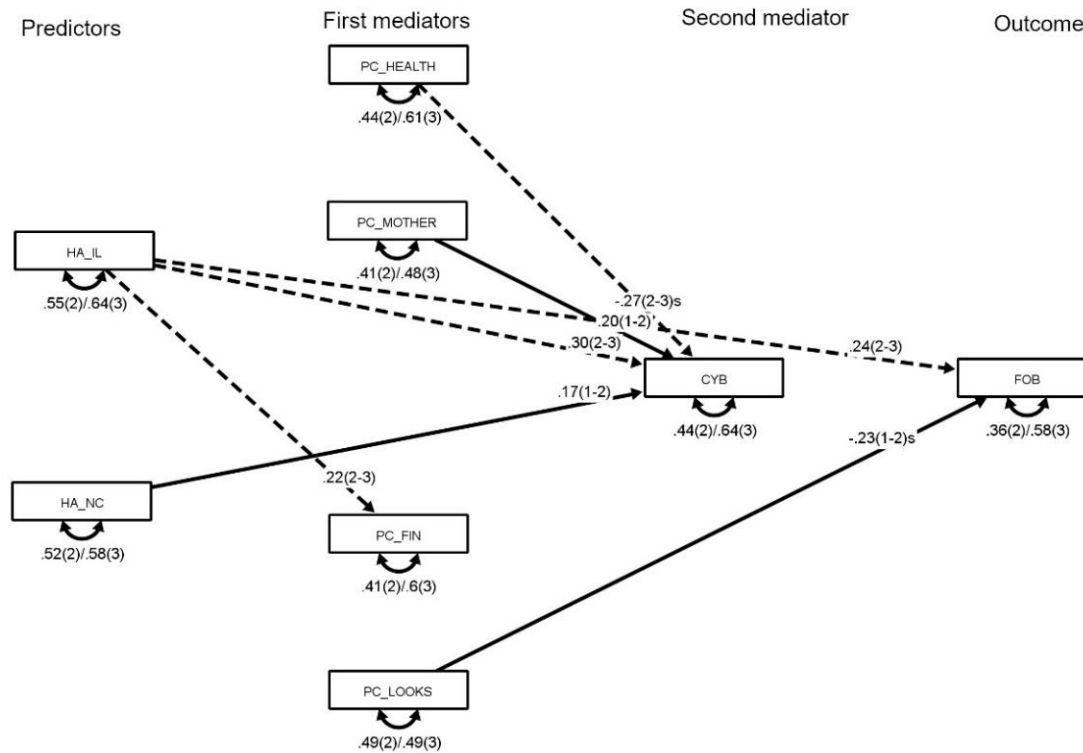 Predictors
First mediators
Second mediator
Outcome
PC_HEALTH
.44(2)/.61(3)
PC_MOTHER
.41(2)/.48(3)
HA_IL
.55(2)/.64(3)
-.27(2-3)s
.20(1-2)
.30(2-3)
.24(2-3)
CYB
.44(2)/.64(3)
FOB
.36(2)/.58(3)
.17(1-2)
-.23(1-2)s
.22(2-3)
HA_NC
.52(2)/.58(3)
PC_FIN
.41(2)/.6(3)
PC_LOOKS
.49(2)/.49(3)